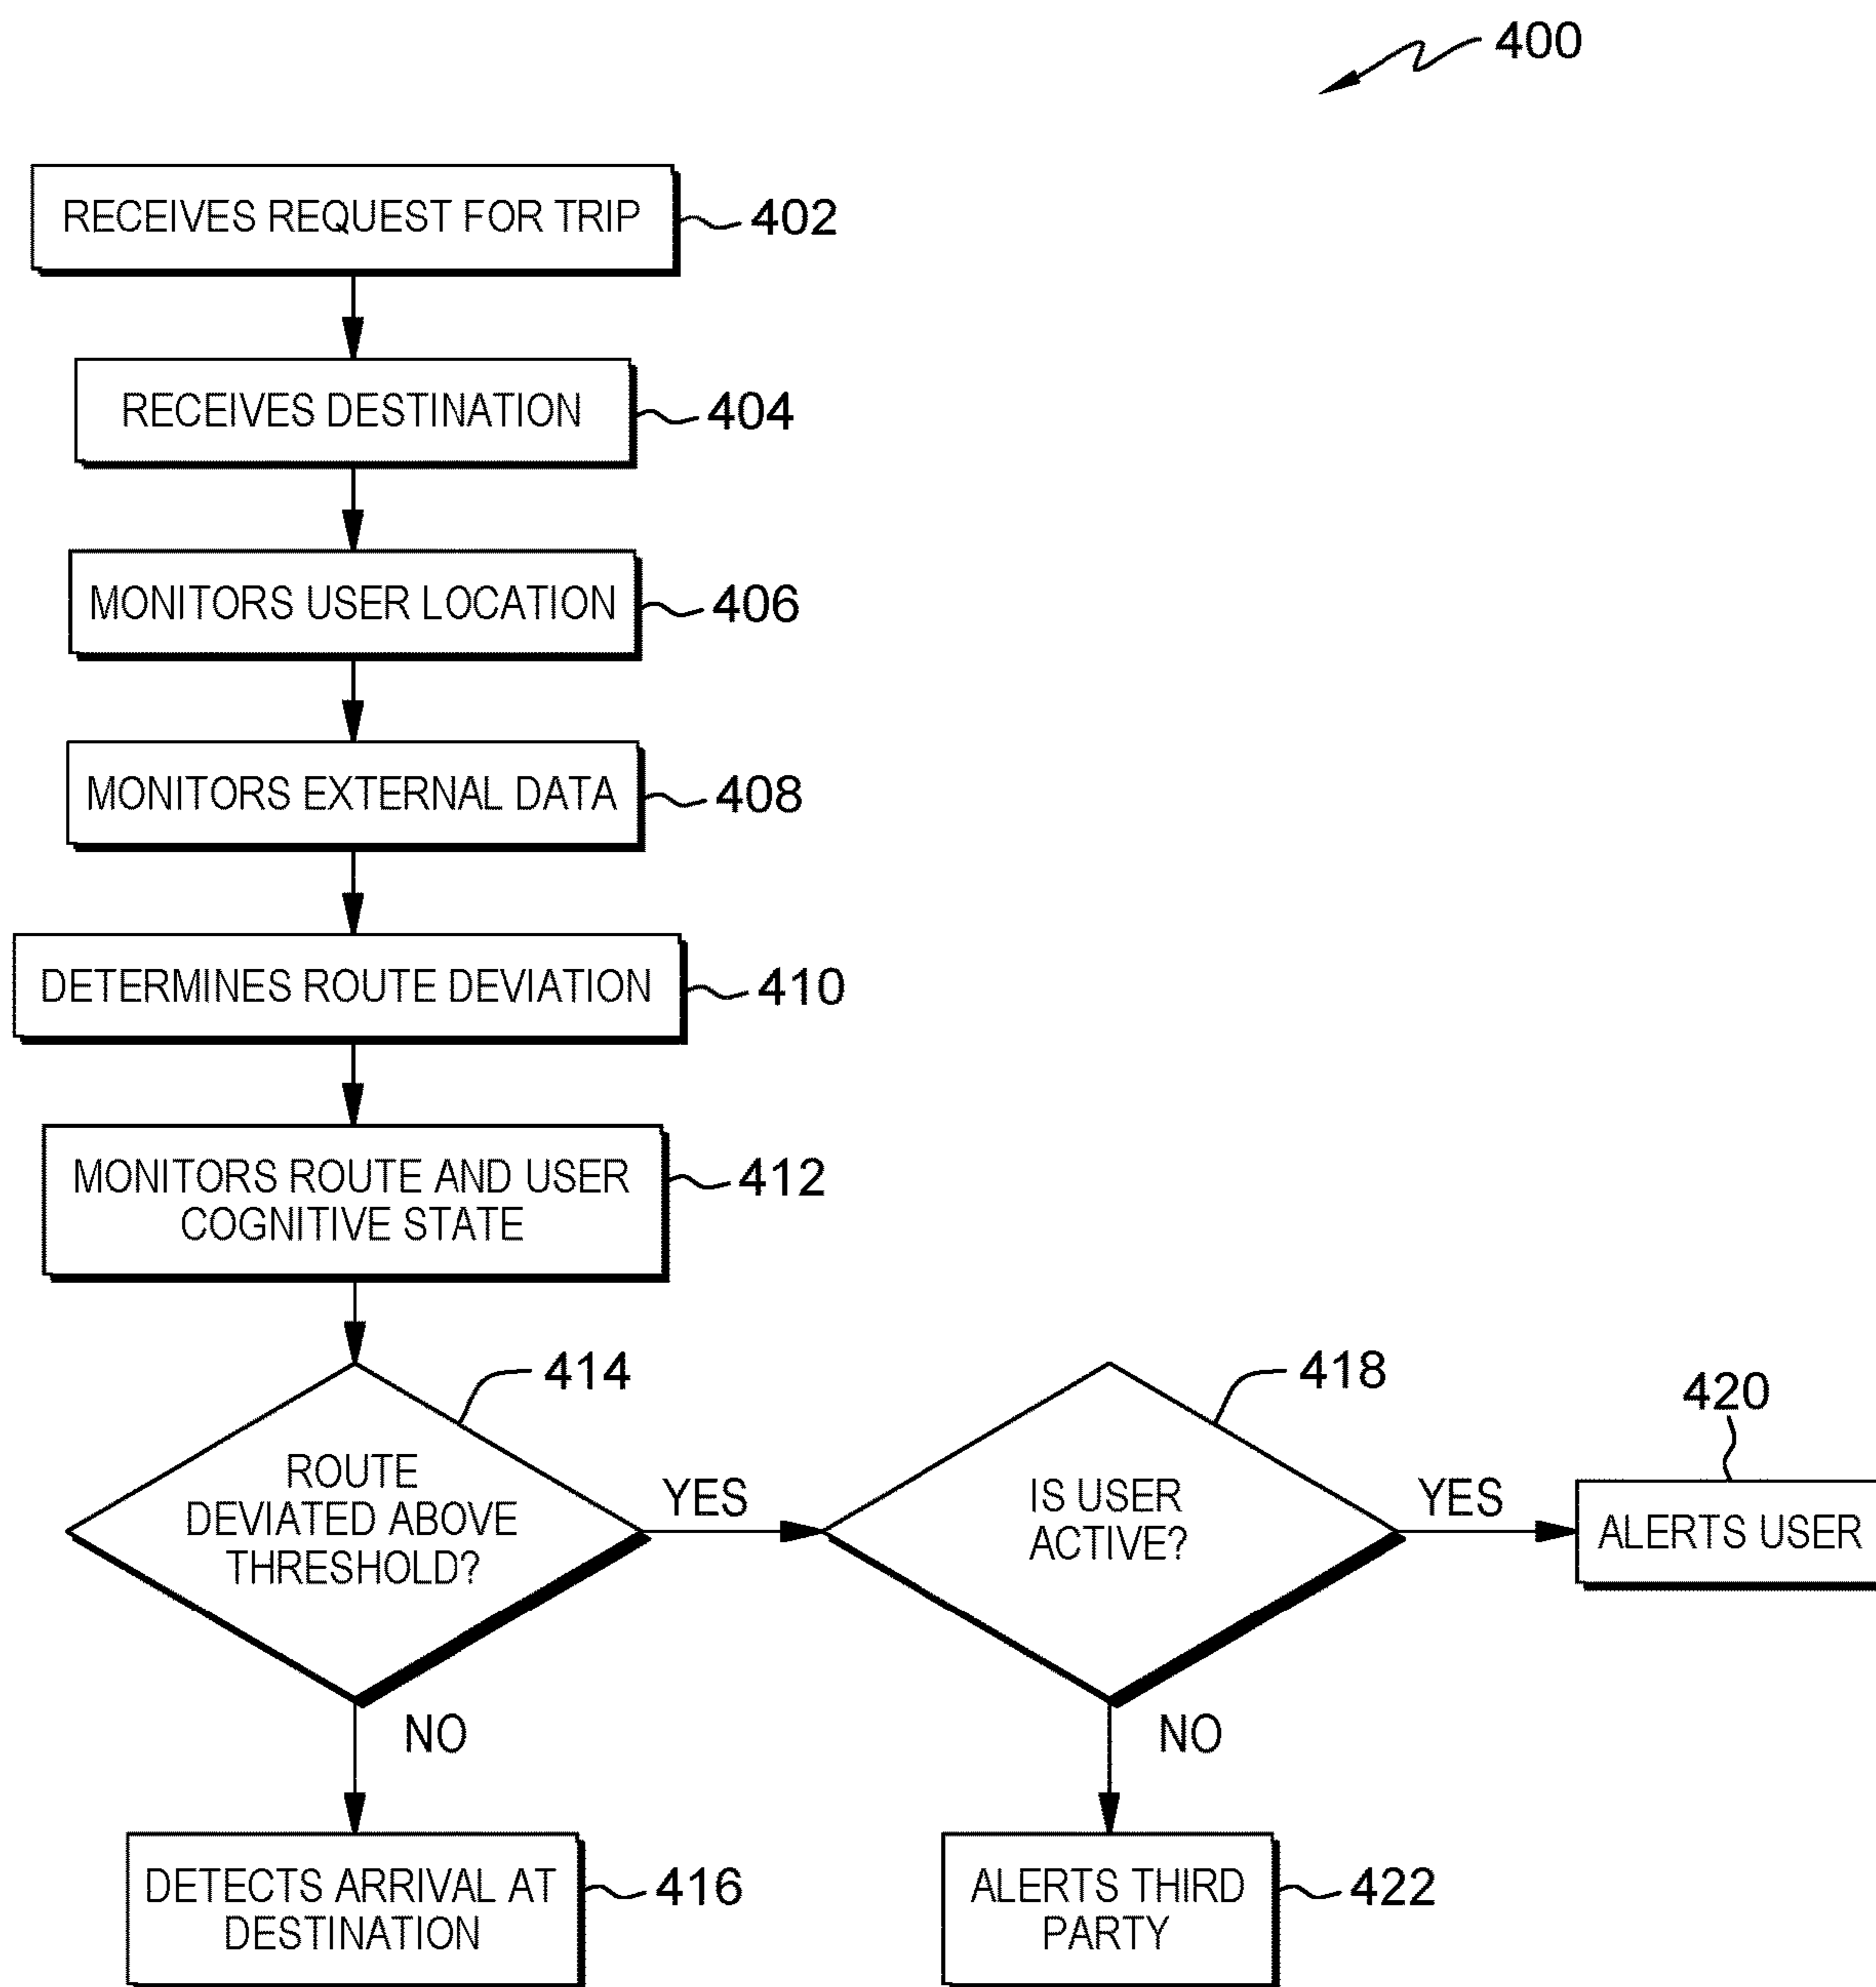 400
RECEIVES REQUEST FOR TRIP
402
RECEIVES DESTINATION
404
MONITORS USER LOCATION
406
MONITORS EXTERNAL DATA
408
DETERMINES ROUTE DEVIATION
410
MONITORS ROUTE AND USER
COGNITIVE STATE
412
414
ROUTE
DEVIATED ABOVE
THRESHOLD?
YES
NO
418
IS USER
ACTIVE?
YES
NO
420
ALERTS USER
DETECTS ARRIVAL AT
DESTINATION
416
ALERTS THIRD
PARTY
422